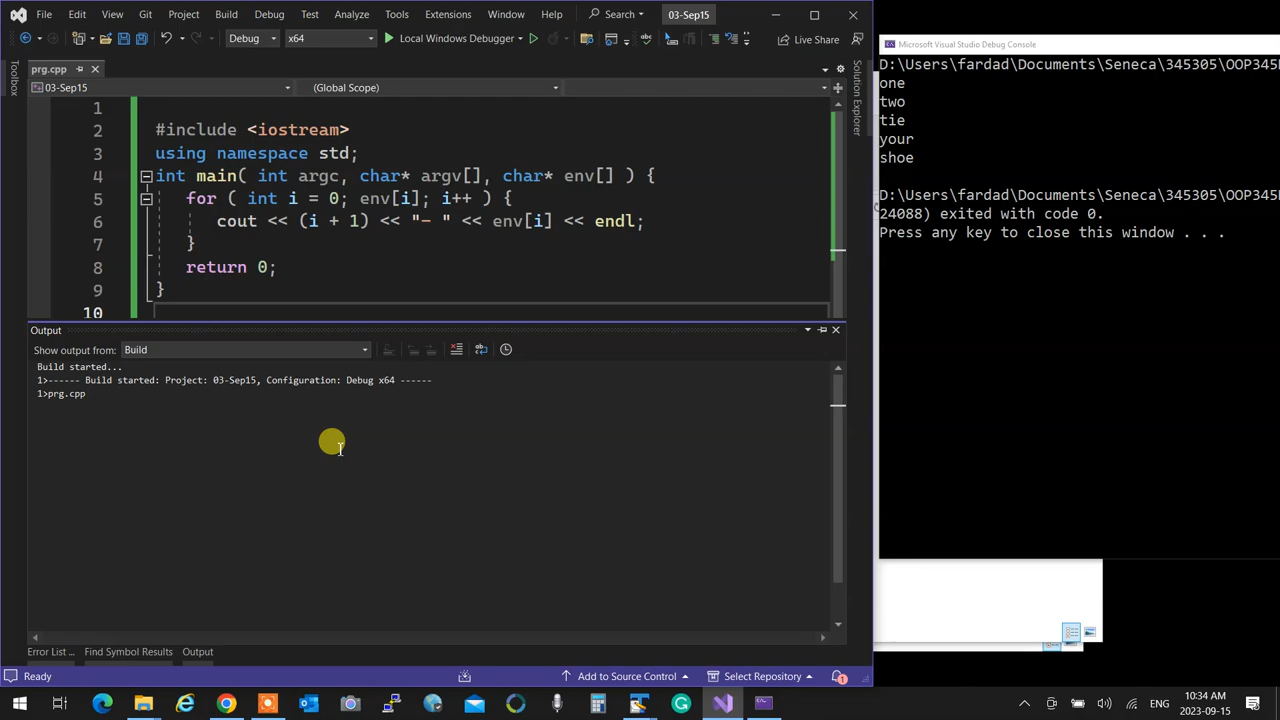 File Edit View Git Project Build Debug Test Analyze Tools Extensions Window Help Search 03-Sep15
Debug x64 Local Windows Debugger Live Share
prg.cpp
03-Sep15 (Global Scope)
Toolbox
Solution Explorer
1
2 #include <iostream>
3 using namespace std;
4 int main( int argc, char* argv[], char* env[] ) {
5 for ( int i = 0; env[i]; i++ ) {
6 cout << (i + 1) << "- " << env[i] << endl;
7 }
8 return 0;
9 }
10
Output
Show output from: Build
Build started...
1>------ Build started: Project: 03-Sep15, Configuration: Debug x64 ------
1>prg.cpp
Error List ... Find Symbol Results Output
Ready Add to Source Control Select Repository 1
Microsoft Visual Studio Debug Console
D:\Users\fardad\Documents\Seneca\345305\OOP345
one
two
tie
your
shoe
D:\Users\fardad\Documents\Seneca\345305\OOP345
24088) exited with code 0.
Press any key to close this window . . .
ENG 10:34 AM
2023-09-15